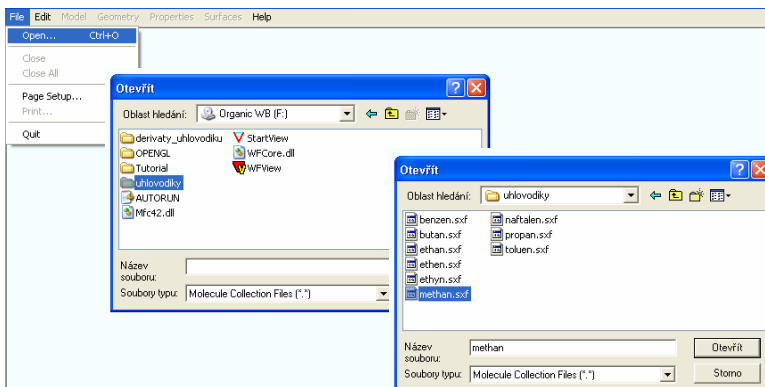 File Edit Model Geometry Properties Surfaces Help
Open... Ctrl+O
Close
Close All
Page Setup...
Print...
Quit
Otevřít
Oblast hledání: Organic WB (F:)
derivaty_uhlovodiku StartView
OPENGL WFCore.dll
Tutorial WFView
uhlovodiky
AUTORUN
Mfc42.dll
Název
souboru:
Soubory typu: Molecule Collection Files (*.*)
Otevřít
Oblast hledání: uhlovodiky
benzen.sxf naftalen.sxf
butan.sxf propan.sxf
ethan.sxf toluen.sxf
ethen.sxf
ethyn.sxf
methan.sxf
Název
souboru: methan Otevřít
Soubory typu: Molecule Collection Files (*.*) Storno